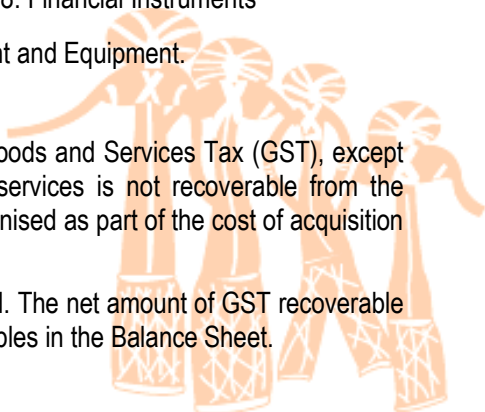 Financial Instruments
nt and Equipment.
oods and Services Tax (GST), except
services is not recoverable from the
nised as part of the cost of acquisition
. The net amount of GST recoverable
bles in the Balance Sheet.